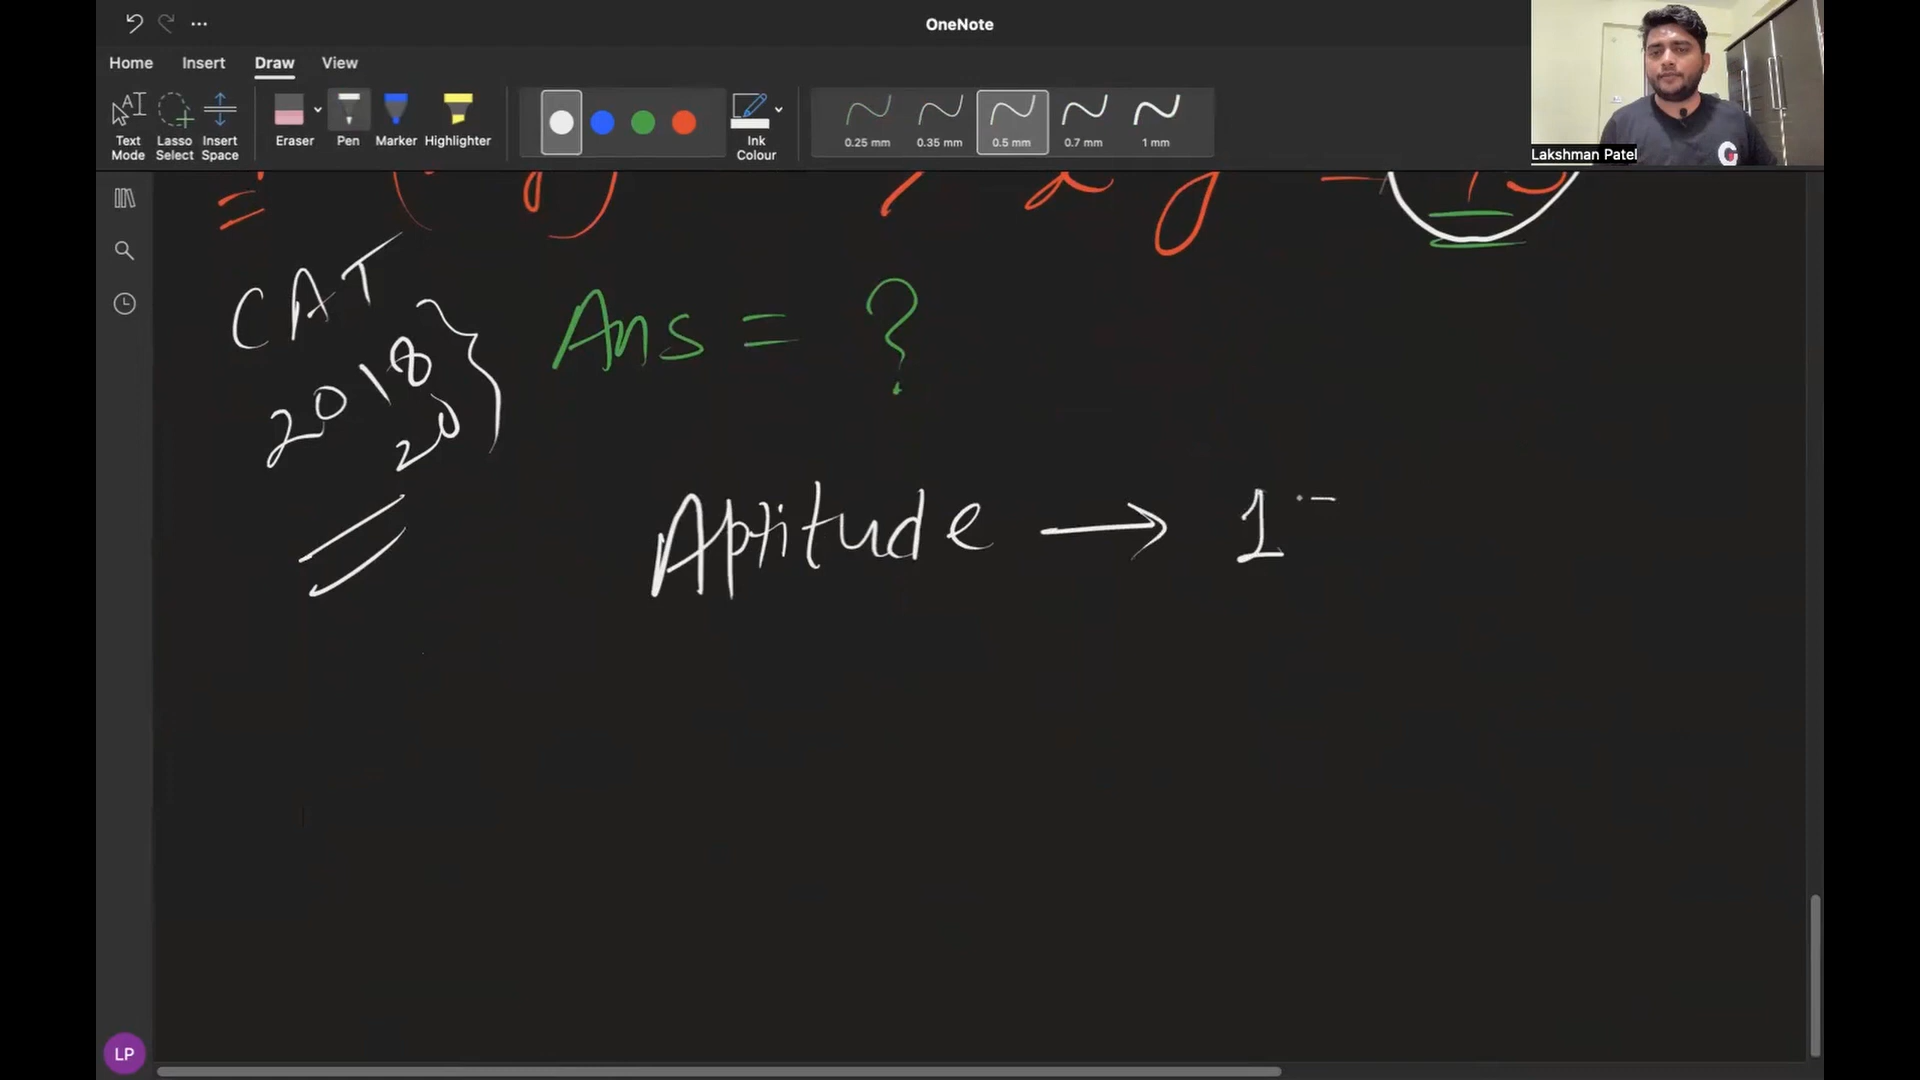 OneNote
Home Insert Draw View
Text Mode Lasso Select Insert Space Eraser Pen Marker Highlighter Ink Colour 0.25 mm 0.35 mm 0.5 mm 0.7 mm 1 mm
Lakshman Patel
CAT
2018
20
Ans = ?
Aptitude → 1
LP